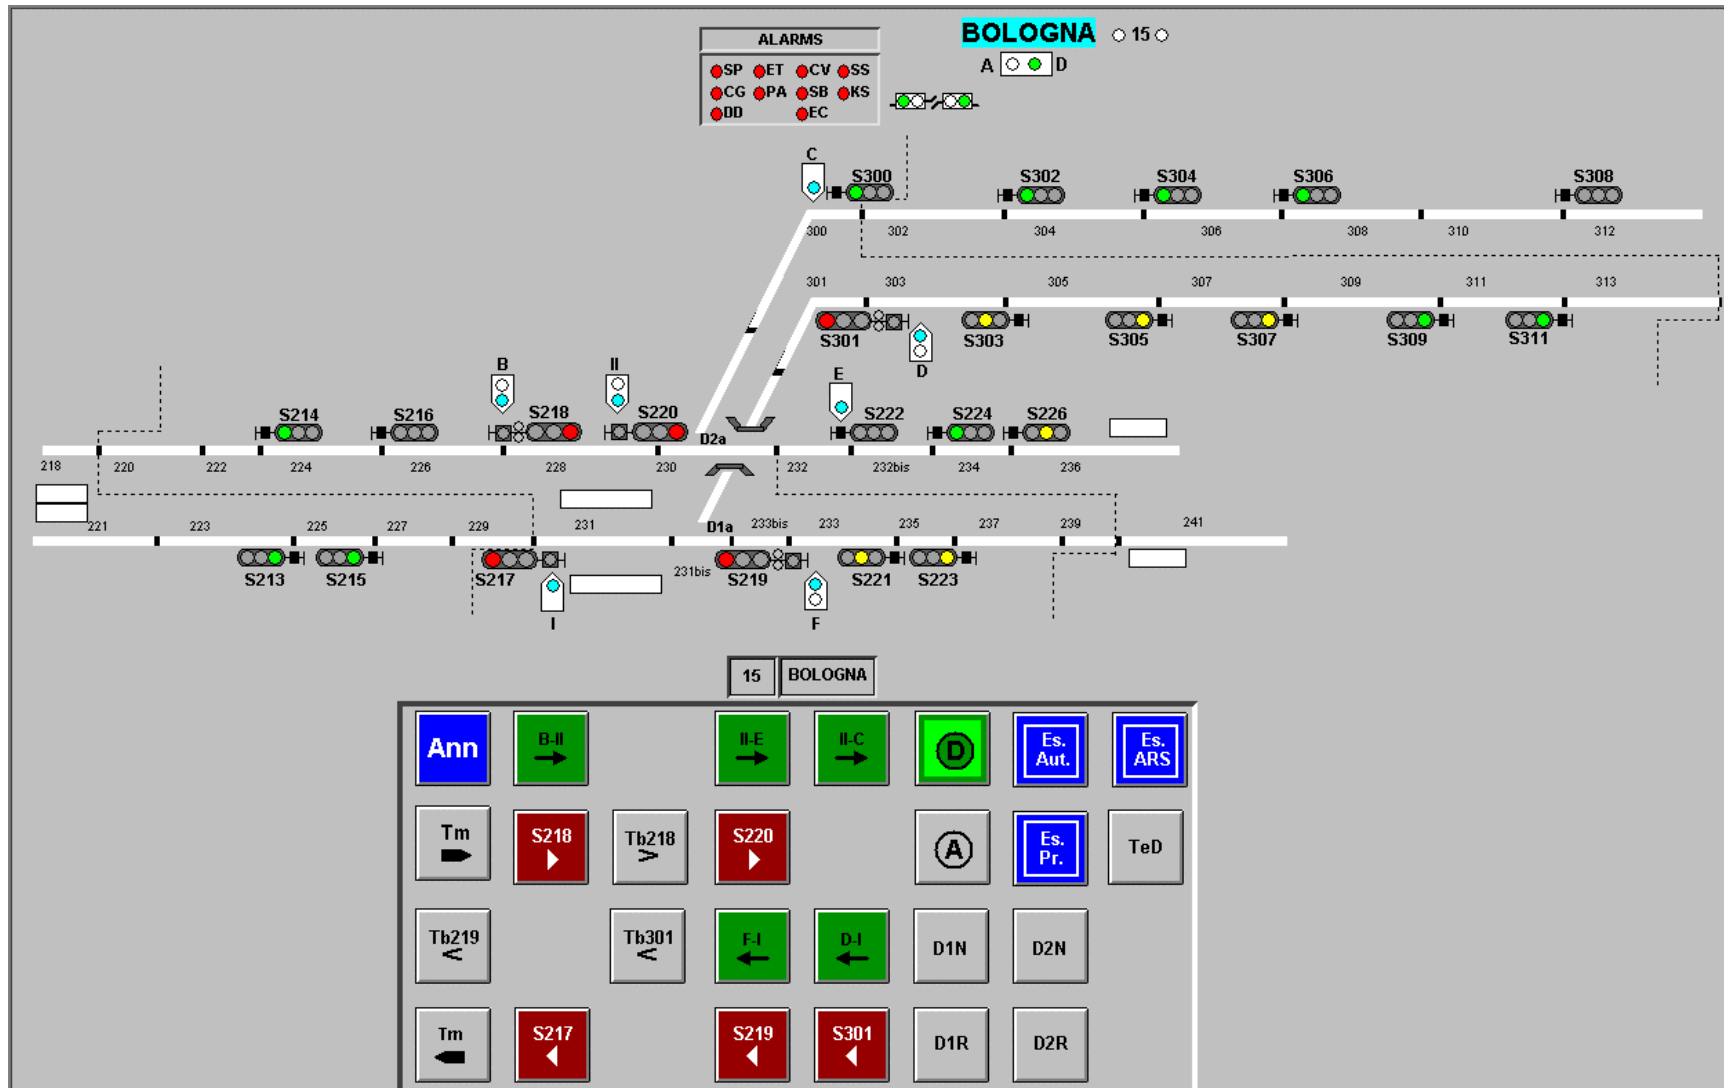 BOLOGNA 15
ALARMS
A D
SP ET CV SS
CG PA SB KS
DD EC
C
S300 S302 S304 S306 S308
300 302 304 306 308 310 312
301 303 305 307 309 311 313
S301 S303 S305 S307 S309 S311
D
B II E
S214 S216 S218 S220 S222 S224 S226
D2a
218 220 222 224 226 228 230 232 232bis 234 236
221 223 225 227 229 231 D1a 233bis 233 235 237 239 241
S213 S215 S217 231bis S219 S221 S223
I F
15 BOLOGNA
Ann B-II II-E II-C D Es. Aut. Es. ARS
Tm S218 Tb218 > S220 A Es. Pr. TeD
Tb219 < Tb301 < F-I D-I D1N D2N
Tm S217 S219 S301 D1R D2R